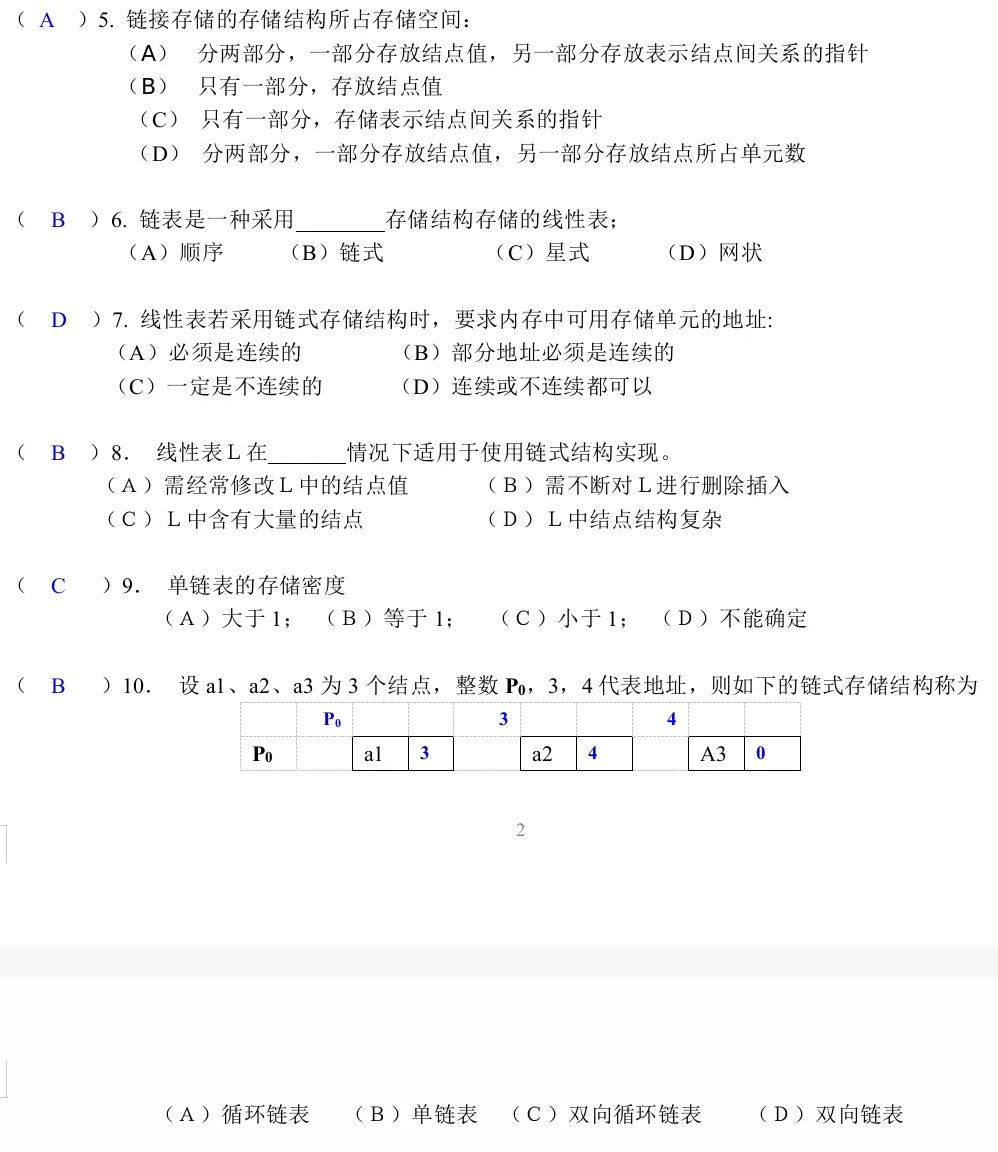 （ A ）5. 链接存储的存储结构所占存储空间：
（A） 分两部分，一部分存放结点值，另一部分存放表示结点间关系的指针
（B） 只有一部分，存放结点值
（C） 只有一部分，存储表示结点间关系的指针
（D） 分两部分，一部分存放结点值，另一部分存放结点所占单元数
（ B ）6. 链表是一种采用________存储结构存储的线性表；
（A）顺序 （B）链式 （C）星式 （D）网状
（ D ）7. 线性表若采用链式存储结构时，要求内存中可用存储单元的地址:
（A）必须是连续的 （B）部分地址必须是连续的
（C）一定是不连续的 （D）连续或不连续都可以
（ B ）8． 线性表Ｌ在_______情况下适用于使用链式结构实现。
（Ａ）需经常修改Ｌ中的结点值 （Ｂ）需不断对Ｌ进行删除插入
（Ｃ）Ｌ中含有大量的结点 （Ｄ）Ｌ中结点结构复杂
（ C ）9． 单链表的存储密度
（Ａ）大于 1； （Ｂ）等于 1； （Ｃ）小于 1； （Ｄ）不能确定
（ B ）10． 设 a1、a2、a3 为 3 个结点，整数 P₀，3，4 代表地址，则如下的链式存储结构称为
P₀ 3 4
P₀ a1 3 a2 4 A3 0
2
（Ａ）循环链表 （Ｂ）单链表 （Ｃ）双向循环链表 （Ｄ）双向链表